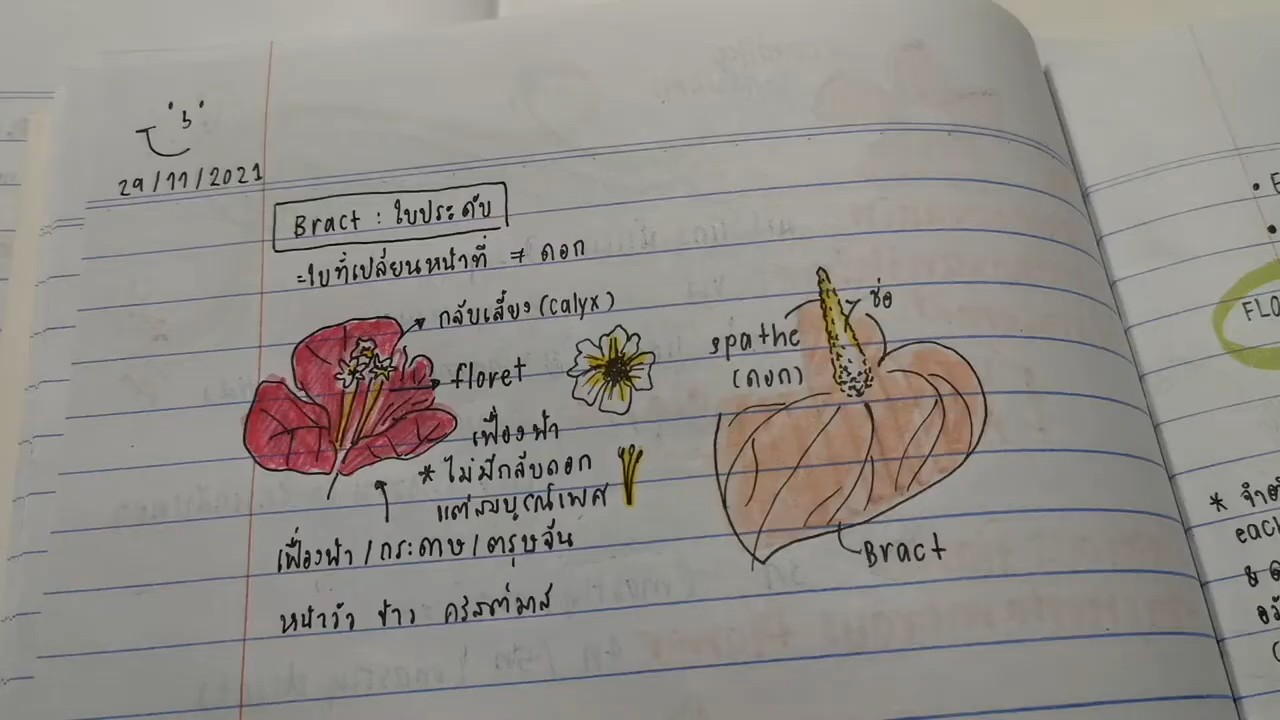 29/11/2021
Bract : ใบประดับ
=ใบที่เปลี่ยนหน้าที่ → ดอก
กลีบเลี้ยง (calyx)
floret
เฟื่องฟ้า
* ไม่มีกลีบดอก
แต่สมบูรณ์เพศ
เฟื่องฟ้า / กระดาษ / ตรุษจีน
หน้าวัว ข้าว คริสต์มาส
ช่อ
spathe
(ดอก)
Bract
FLO
each
&